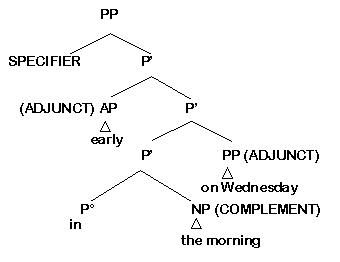 PP
SPECIFIER P'
(ADJUNCT) AP P'
early
P' PP (ADJUNCT)
on Wednesday
P° NP (COMPLEMENT)
in
the morning